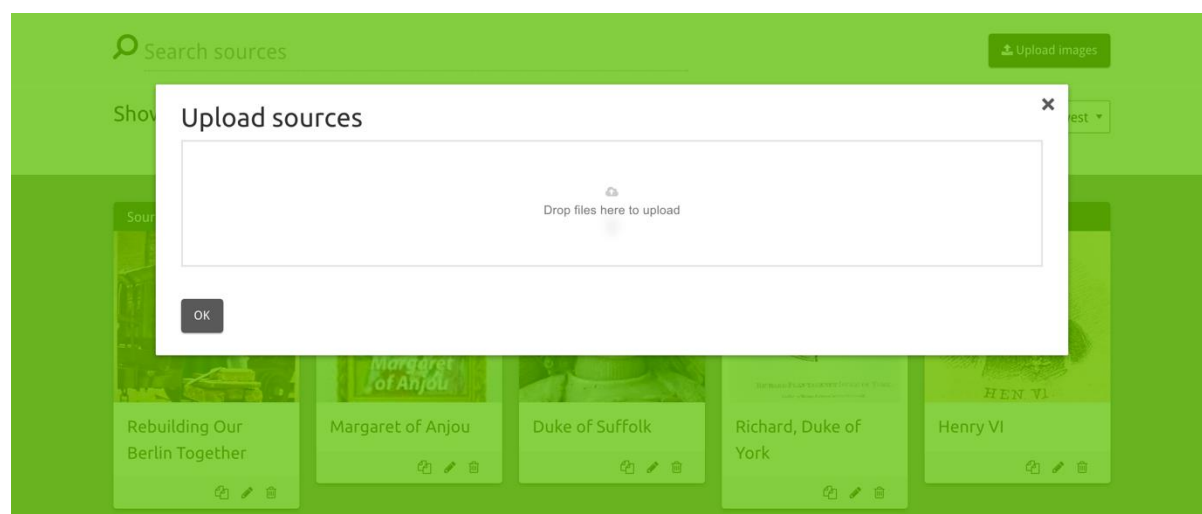 Search sources
Upload images
Show
Upload sources
Drop files here to upload
OK
Margaret
of Anjou
HEN. VI.
Rebuilding Our
Berlin Together
Margaret of Anjou
Duke of Suffolk
Richard, Duke of
York
Henry VI